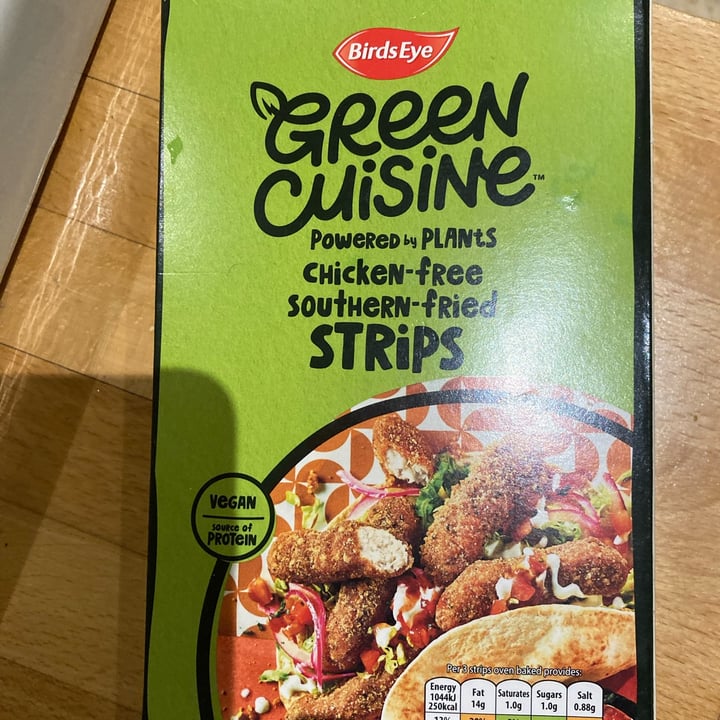 BirdsEye
GREEN
CUISINE™
POWERED by PLANTS
CHICKEN-FREE
SOUTHERN-FRIED
STRIPS
VEGAN
SOURCE OF
PROTEIN
Per 3 strips oven baked provides:
Energy Fat Saturates Sugars Salt
1044kJ 14g 1.0g 1.0g 0.88g
250kcal